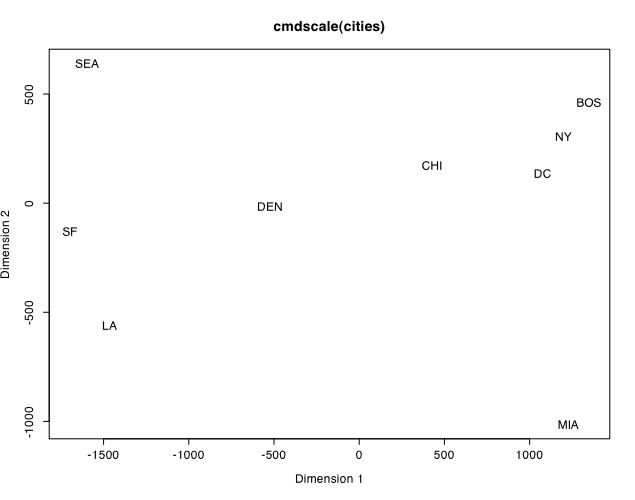 cmdscale(cities)
SEA
BOS
NY
CHI
DC
DEN
SF
LA
MIA
500
0
-500
-1000
Dimension 2
-1500 -1000 -500 0 500 1000
Dimension 1